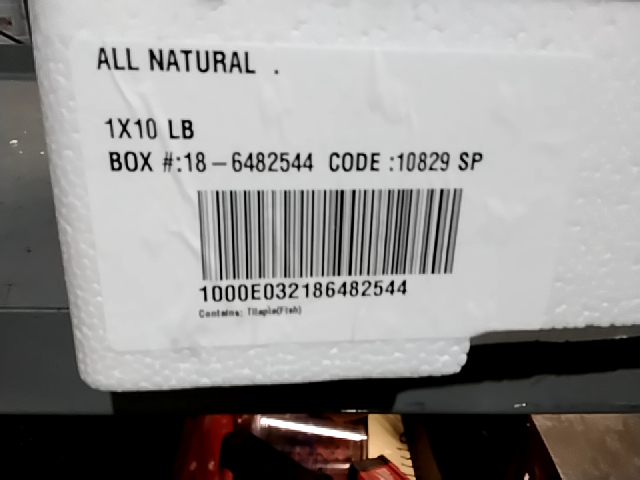 ALL NATURAL .
1X10 LB
BOX #:18-6482544 CODE :10829 SP
1000E032186482544
Contains: Tilapia(Fish)